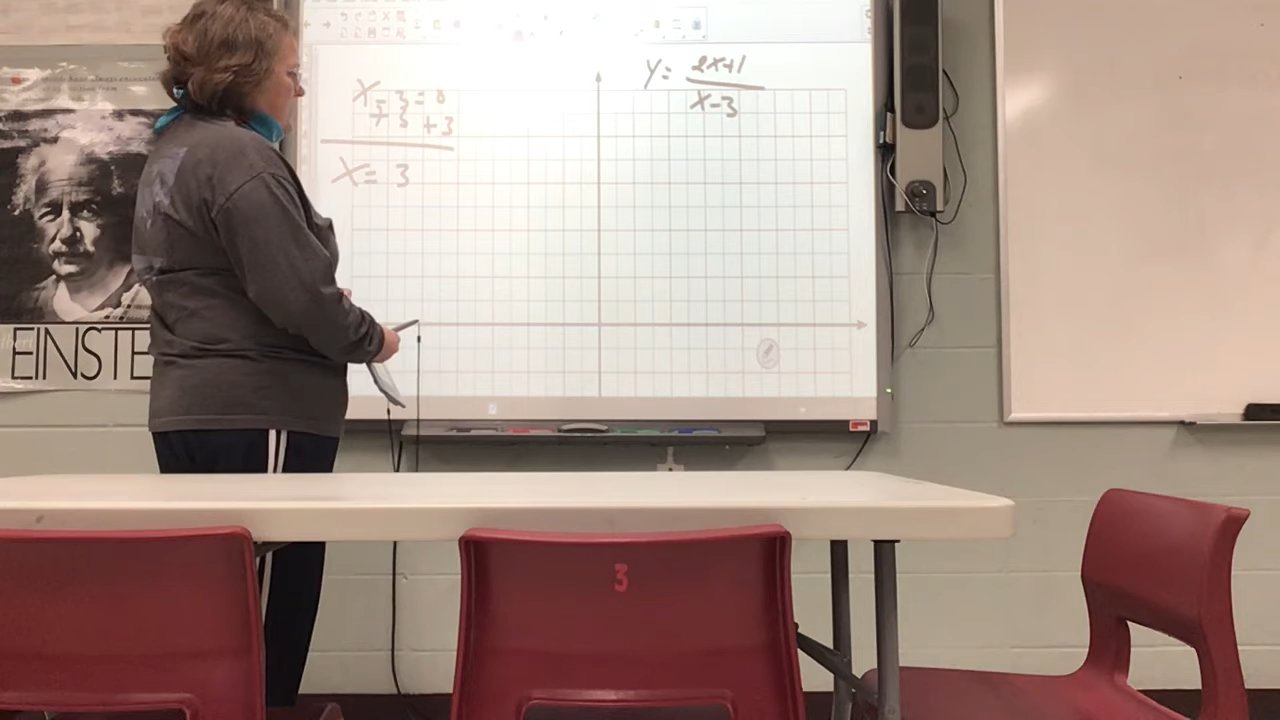 y = 2x+1
x-3
x - 3 = 0
+ 3 +3
x = 3
EINSTE
3